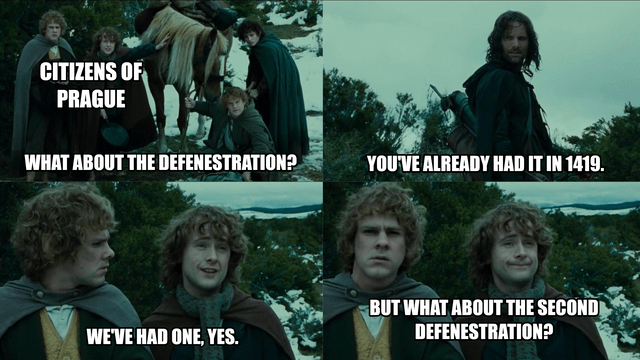 CITIZENS OF
PRAGUE
WHAT ABOUT THE DEFENESTRATION?
YOU'VE ALREADY HAD IT IN 1419.
WE'VE HAD ONE, YES.
BUT WHAT ABOUT THE SECOND
DEFENESTRATION?